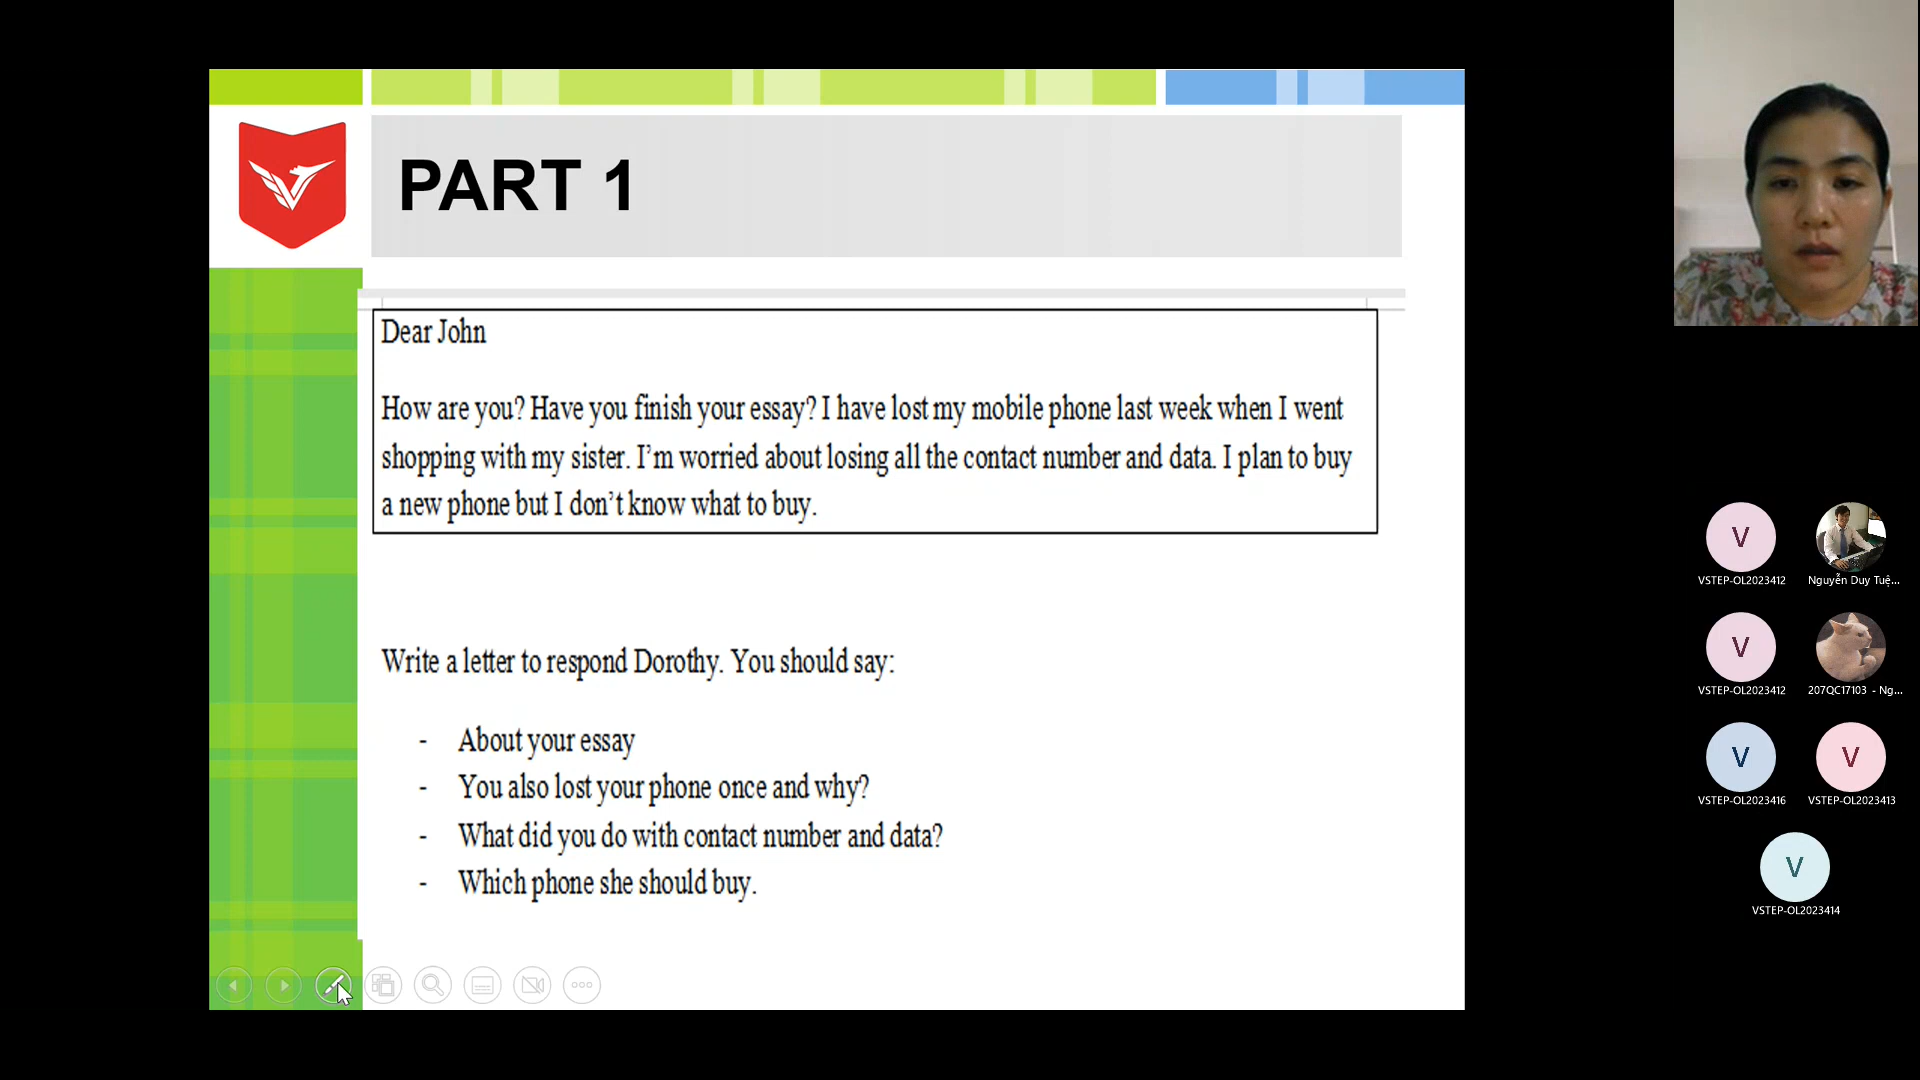 PART 1
Dear John
How are you? Have you finish your essay? I have lost my mobile phone last week when I went
shopping with my sister. I'm worried about losing all the contact number and data. I plan to buy
a new phone but I don't know what to buy.
Write a letter to respond Dorothy. You should say:
- About your essay
- You also lost your phone once and why?
- What did you do with contact number and data?
- Which phone she should buy.
V
VSTEP-OL2023412
Nguyễn Duy Tuệ...
V
VSTEP-OL2023412
207QC17103 - Ng...
V
VSTEP-OL2023416
V
VSTEP-OL2023413
V
VSTEP-OL2023414